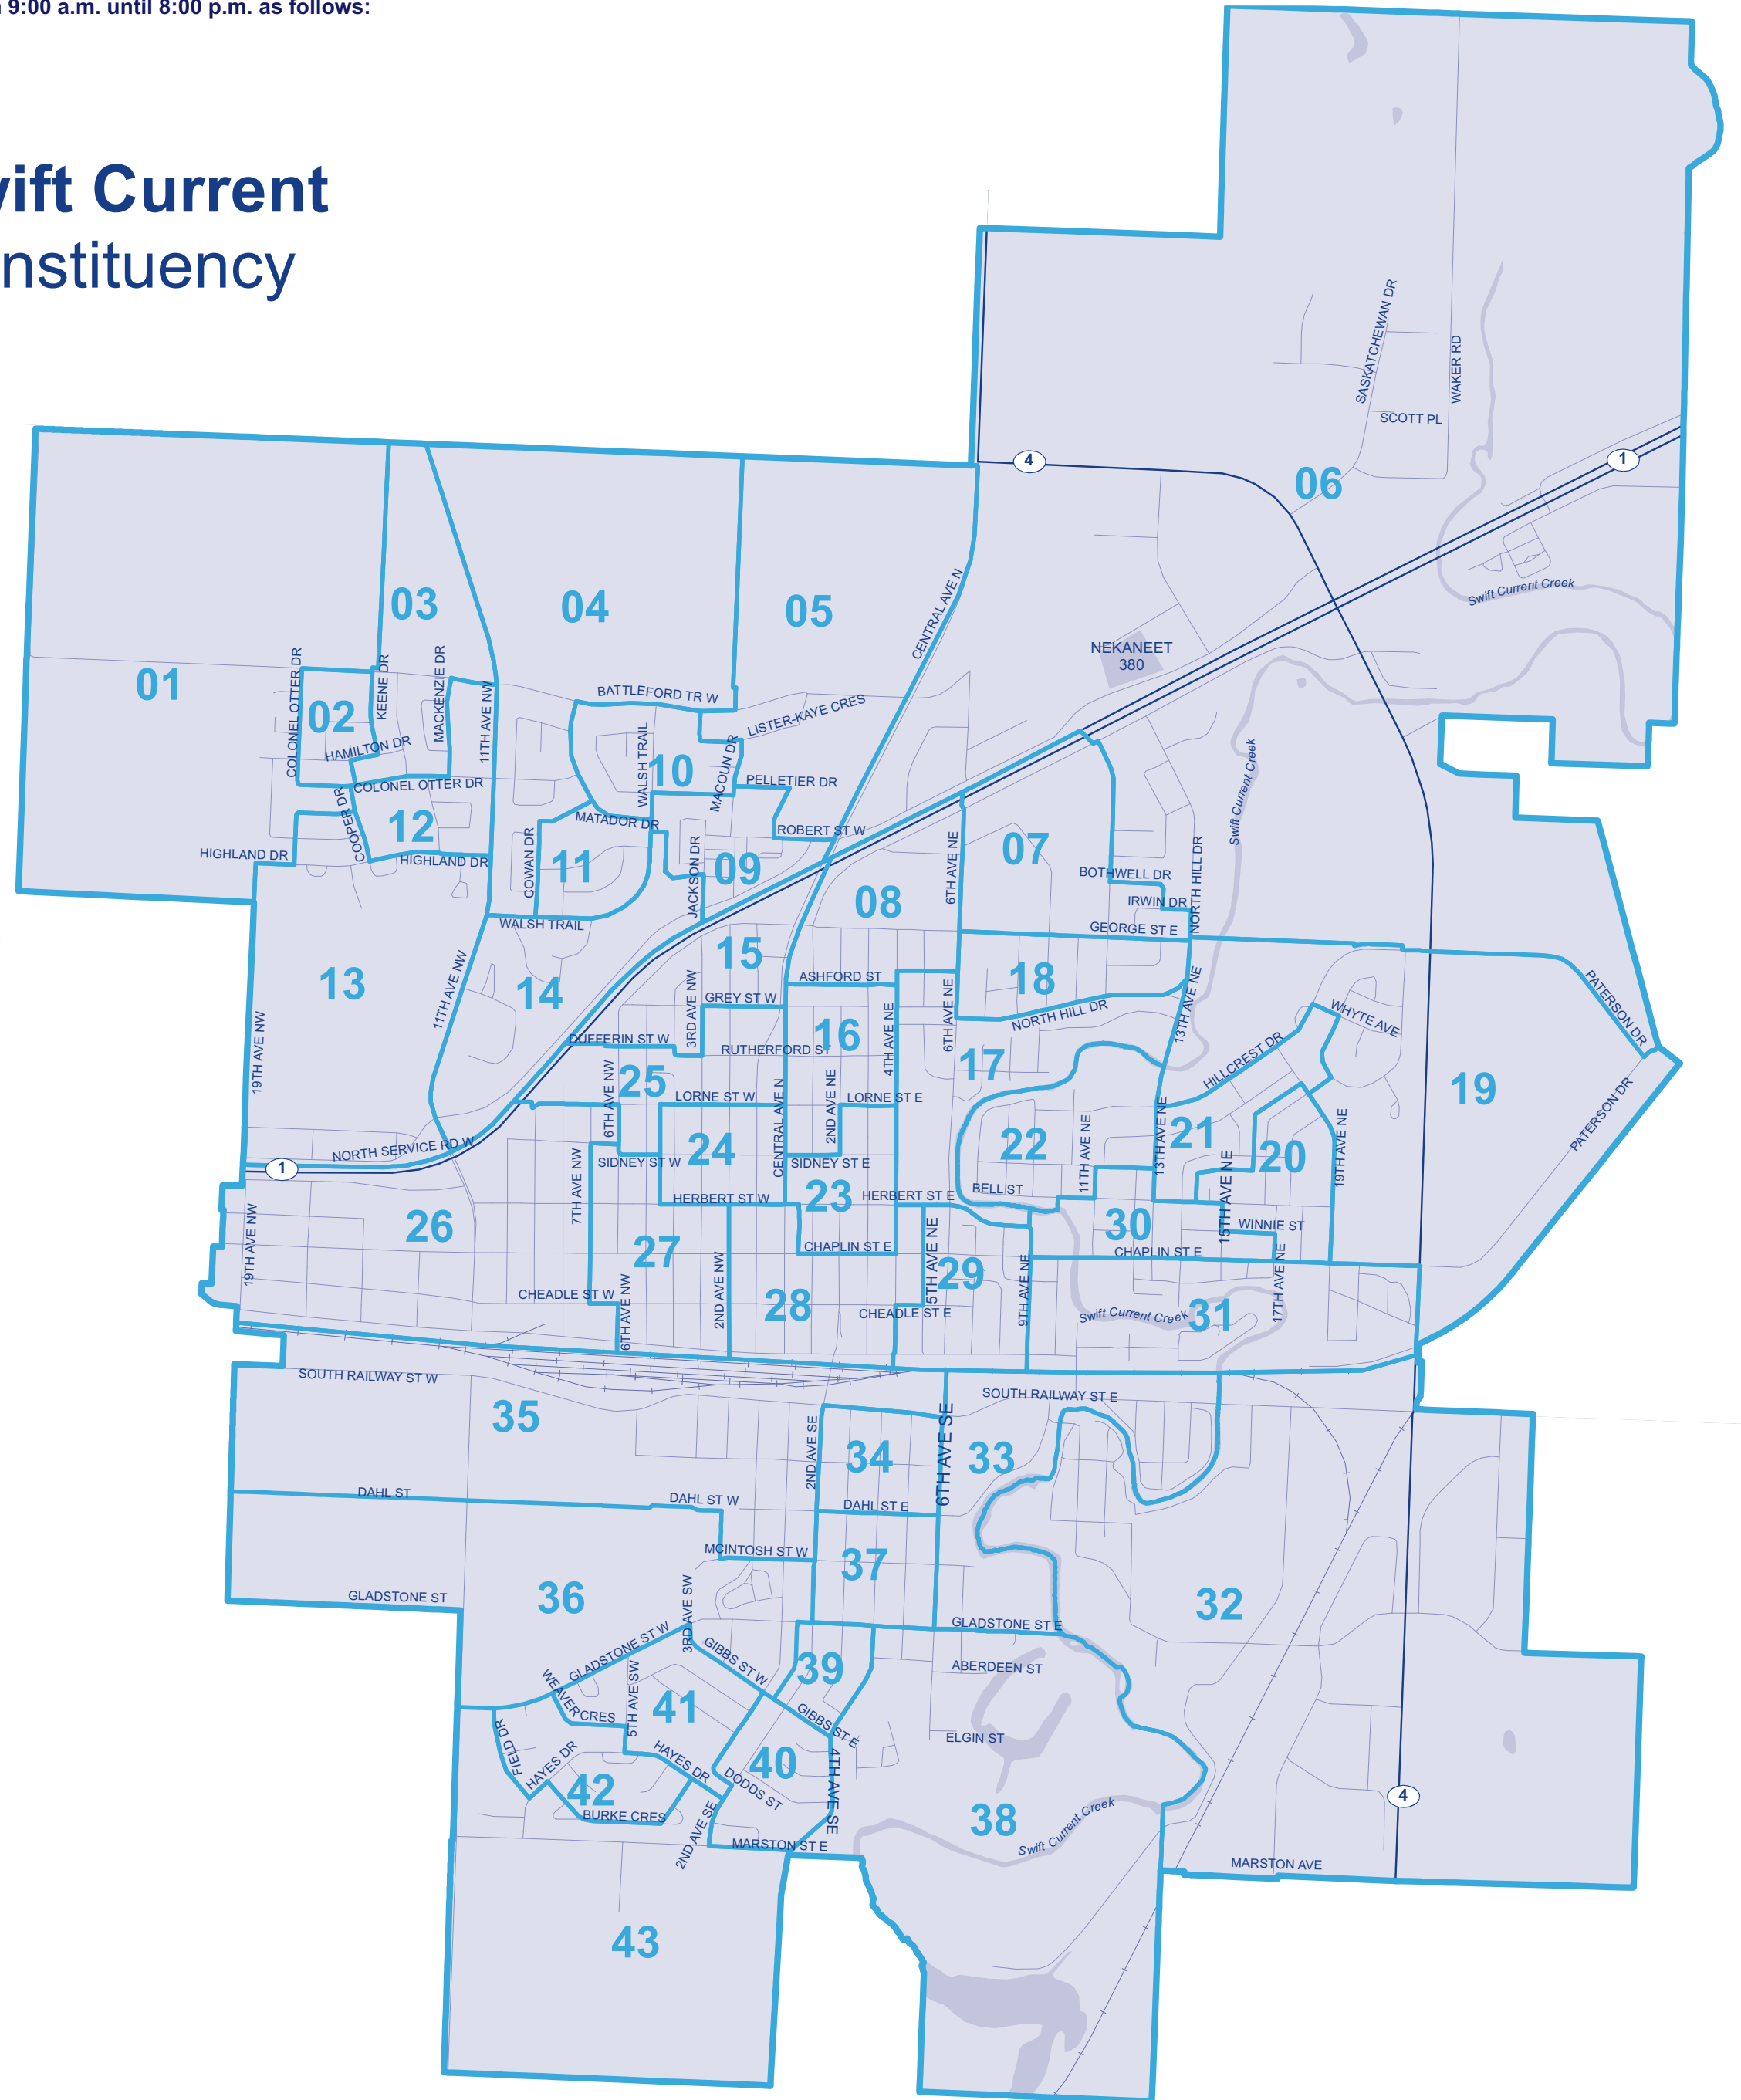 9:00 a.m. until 8:00 p.m. as follows:
ift Current
nstituency
SASKATCHEWAN DR
WAKER RD
SCOTT PL
4
1
06
Swift Current Creek
CENTRAL AVE N
NEKANEET
380
03
04
05
01
02
COLONEL OTTER DR
KEENE DR
MACKENZIE DR
11TH AVE NW
HAMILTON DR
COLONEL OTTER DR
COOPER DR
12
HIGHLAND DR
HIGHLAND DR
BATTLEFORD TR W
LISTER-KAYE CRES
WALSH TRAIL
10
MACOUN DR
PELLETIER DR
MATADOR DR
ROBERT ST W
COWAN DR
11
JACKSON DR
09
WALSH TRAIL
08
6TH AVE NE
07
BOTHWELL DR
IRWIN DR
NORTH HILL DR
GEORGE ST E
Swift Current Creek
13
11TH AVE NW
14
15
3RD AVE NW
GREY ST W
ASHFORD ST
16
4TH AVE NE
6TH AVE NE
18
NORTH HILL DR
13TH AVE NE
WHYTE AVE
PATERSON DR
19TH AVE NW
DUFFERIN ST W
RUTHERFORD ST
17
HILLCREST DR
19
PATERSON DR
25
6TH AVE NW
LORNE ST W
CENTRAL AVE N
2ND AVE NE
LORNE ST E
24
22
11TH AVE NE
13TH AVE NE
21
20
19TH AVE NE
NORTH SERVICE RD W
1
7TH AVE NW
SIDNEY ST W
SIDNEY ST E
HERBERT ST W
23
HERBERT ST E
BELL ST
15TH AVE NE
19TH AVE NW
26
27
2ND AVE NW
CHAPLIN ST E
5TH AVE NE
30
WINNIE ST
CHAPLIN ST E
CHEADLE ST W
6TH AVE NW
28
CHEADLE ST E
29
9TH AVE NE
Swift Current Creek
31
17TH AVE NE
SOUTH RAILWAY ST W
SOUTH RAILWAY ST E
35
2ND AVE SE
34
6TH AVE SE
33
DAHL ST
DAHL ST W
DAHL ST E
MCINTOSH ST W
37
32
GLADSTONE ST
36
3RD AVE SW
GLADSTONE ST E
GLADSTONE ST W
GIBBS ST W
39
ABERDEEN ST
WEAVER CRES
5TH AVE SW
41
GIBBS ST E
ELGIN ST
FIELD DR
HAYES DR
HAYES DR
40
4TH AVE SE
DODDS ST
42
BURKE CRES
2ND AVE SE
MARSTON ST E
38
Swift Current Creek
4
MARSTON AVE
43